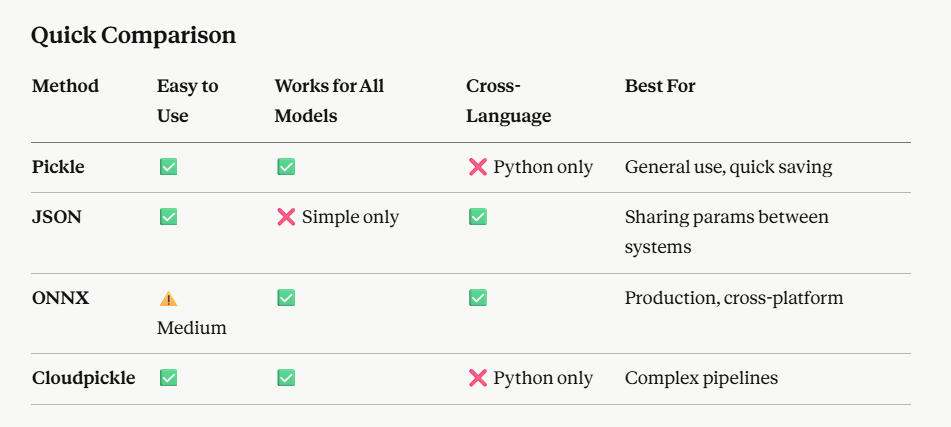 Quick Comparison
Method Easy to Use Works for All Models Cross-Language Best For
Pickle ✅ ✅ ❌ Python only General use, quick saving
JSON ✅ ❌ Simple only ✅ Sharing params between systems
ONNX ⚠️ Medium ✅ ✅ Production, cross-platform
Cloudpickle ✅ ✅ ❌ Python only Complex pipelines